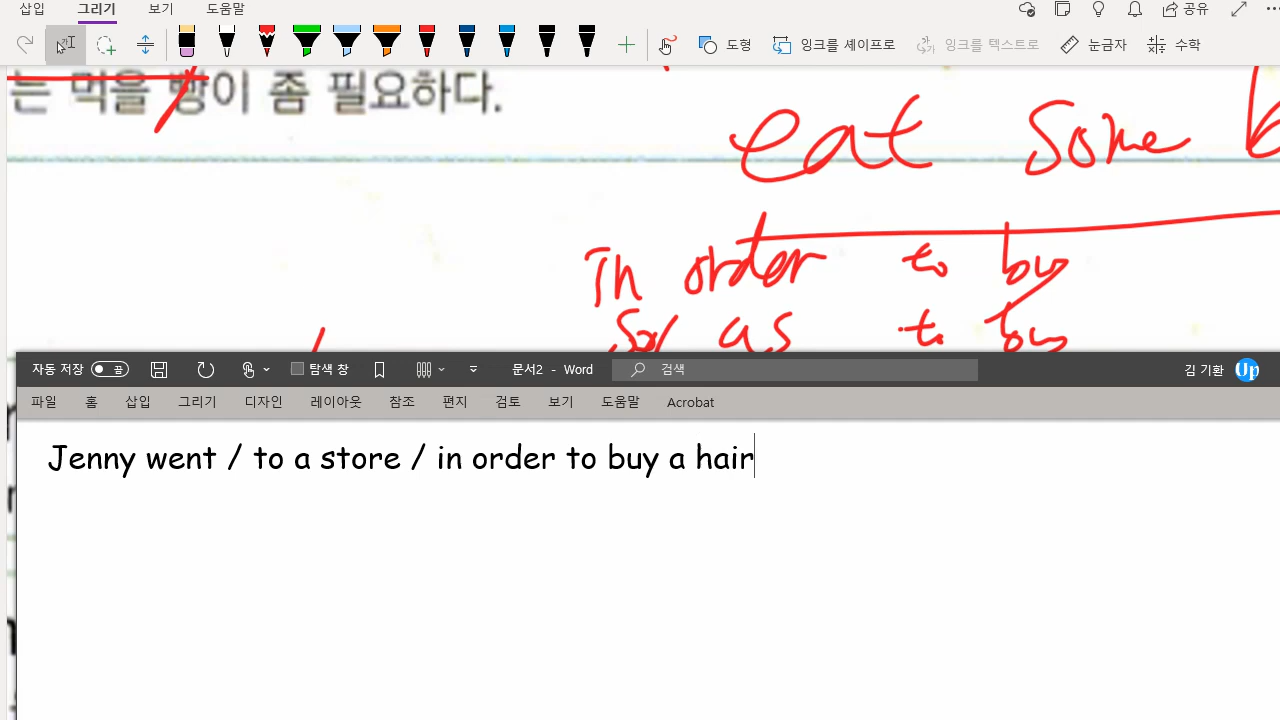 삽입 그리기 보기 도움말 공유
도형 잉크를 셰이프로 잉크를 텍스트로 눈금자 수학
는 먹을 빵이 좀 필요하다.
eat some
In order to buy
so as to buy
자동 저장 끔 탐색 창 문서2 - Word 검색 김 기환 Up
파일 홈 삽입 그리기 디자인 레이아웃 참조 편지 검토 보기 도움말 Acrobat
Jenny went / to a store / in order to buy a hair